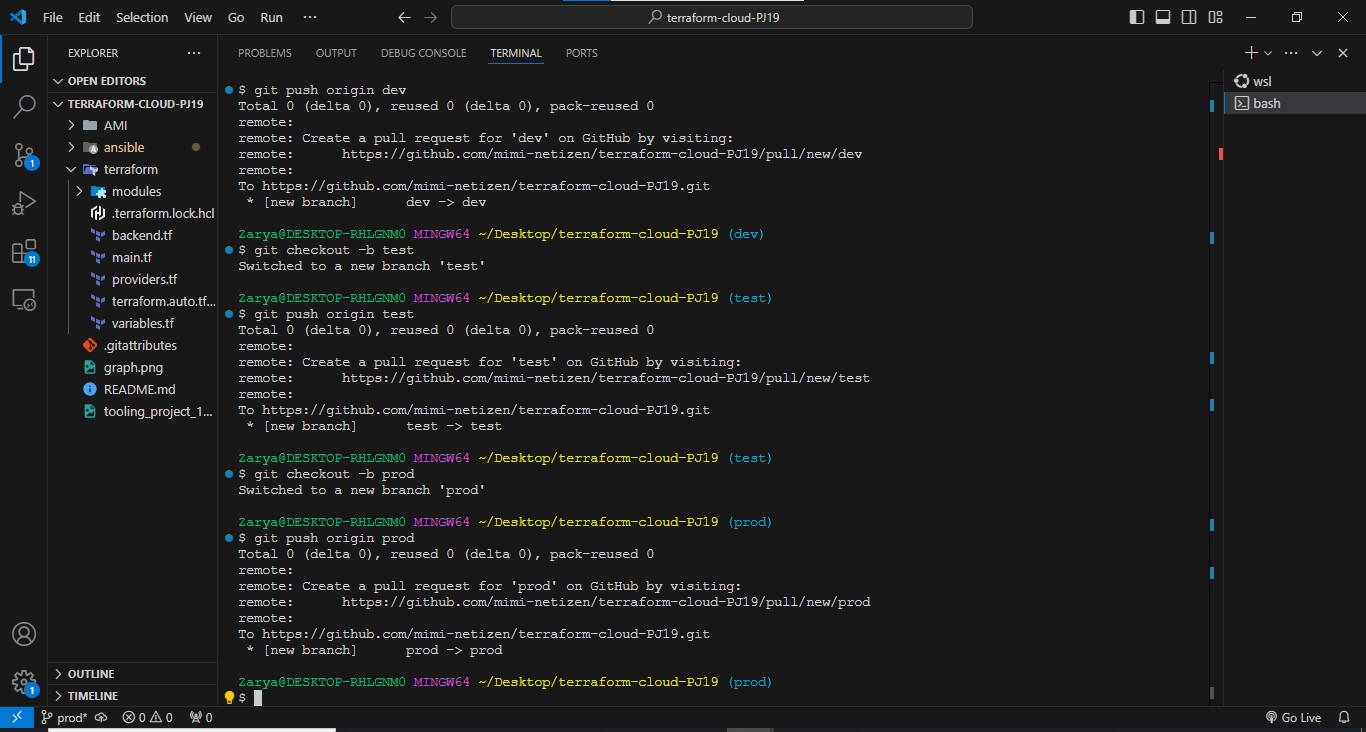 File Edit Selection View Go Run ···
terraform-cloud-PJ19
EXPLORER ···
OPEN EDITORS
TERRAFORM-CLOUD-PJ19
AMI
ansible
terraform
modules
.terraform.lock.hcl
backend.tf
main.tf
providers.tf
terraform.auto.tf...
variables.tf
.gitattributes
graph.png
README.md
tooling_project_1...
OUTLINE
TIMELINE
1
11
1
PROBLEMS OUTPUT DEBUG CONSOLE TERMINAL PORTS
$ git push origin dev
Total 0 (delta 0), reused 0 (delta 0), pack-reused 0
remote:
remote: Create a pull request for 'dev' on GitHub by visiting:
remote:      https://github.com/mimi-netizen/terraform-cloud-PJ19/pull/new/dev
remote:
To https://github.com/mimi-netizen/terraform-cloud-PJ19.git
 * [new branch]      dev -> dev
Zarya@DESKTOP-RHLGNM0 MINGW64 ~/Desktop/terraform-cloud-PJ19 (dev)
$ git checkout -b test
Switched to a new branch 'test'
Zarya@DESKTOP-RHLGNM0 MINGW64 ~/Desktop/terraform-cloud-PJ19 (test)
$ git push origin test
Total 0 (delta 0), reused 0 (delta 0), pack-reused 0
remote:
remote: Create a pull request for 'test' on GitHub by visiting:
remote:      https://github.com/mimi-netizen/terraform-cloud-PJ19/pull/new/test
remote:
To https://github.com/mimi-netizen/terraform-cloud-PJ19.git
 * [new branch]      test -> test
Zarya@DESKTOP-RHLGNM0 MINGW64 ~/Desktop/terraform-cloud-PJ19 (test)
$ git checkout -b prod
Switched to a new branch 'prod'
Zarya@DESKTOP-RHLGNM0 MINGW64 ~/Desktop/terraform-cloud-PJ19 (prod)
$ git push origin prod
Total 0 (delta 0), reused 0 (delta 0), pack-reused 0
remote:
remote: Create a pull request for 'prod' on GitHub by visiting:
remote:      https://github.com/mimi-netizen/terraform-cloud-PJ19/pull/new/prod
remote:
To https://github.com/mimi-netizen/terraform-cloud-PJ19.git
 * [new branch]      prod -> prod
Zarya@DESKTOP-RHLGNM0 MINGW64 ~/Desktop/terraform-cloud-PJ19 (prod)
$
wsl
bash
prod* 0 0 0 Go Live